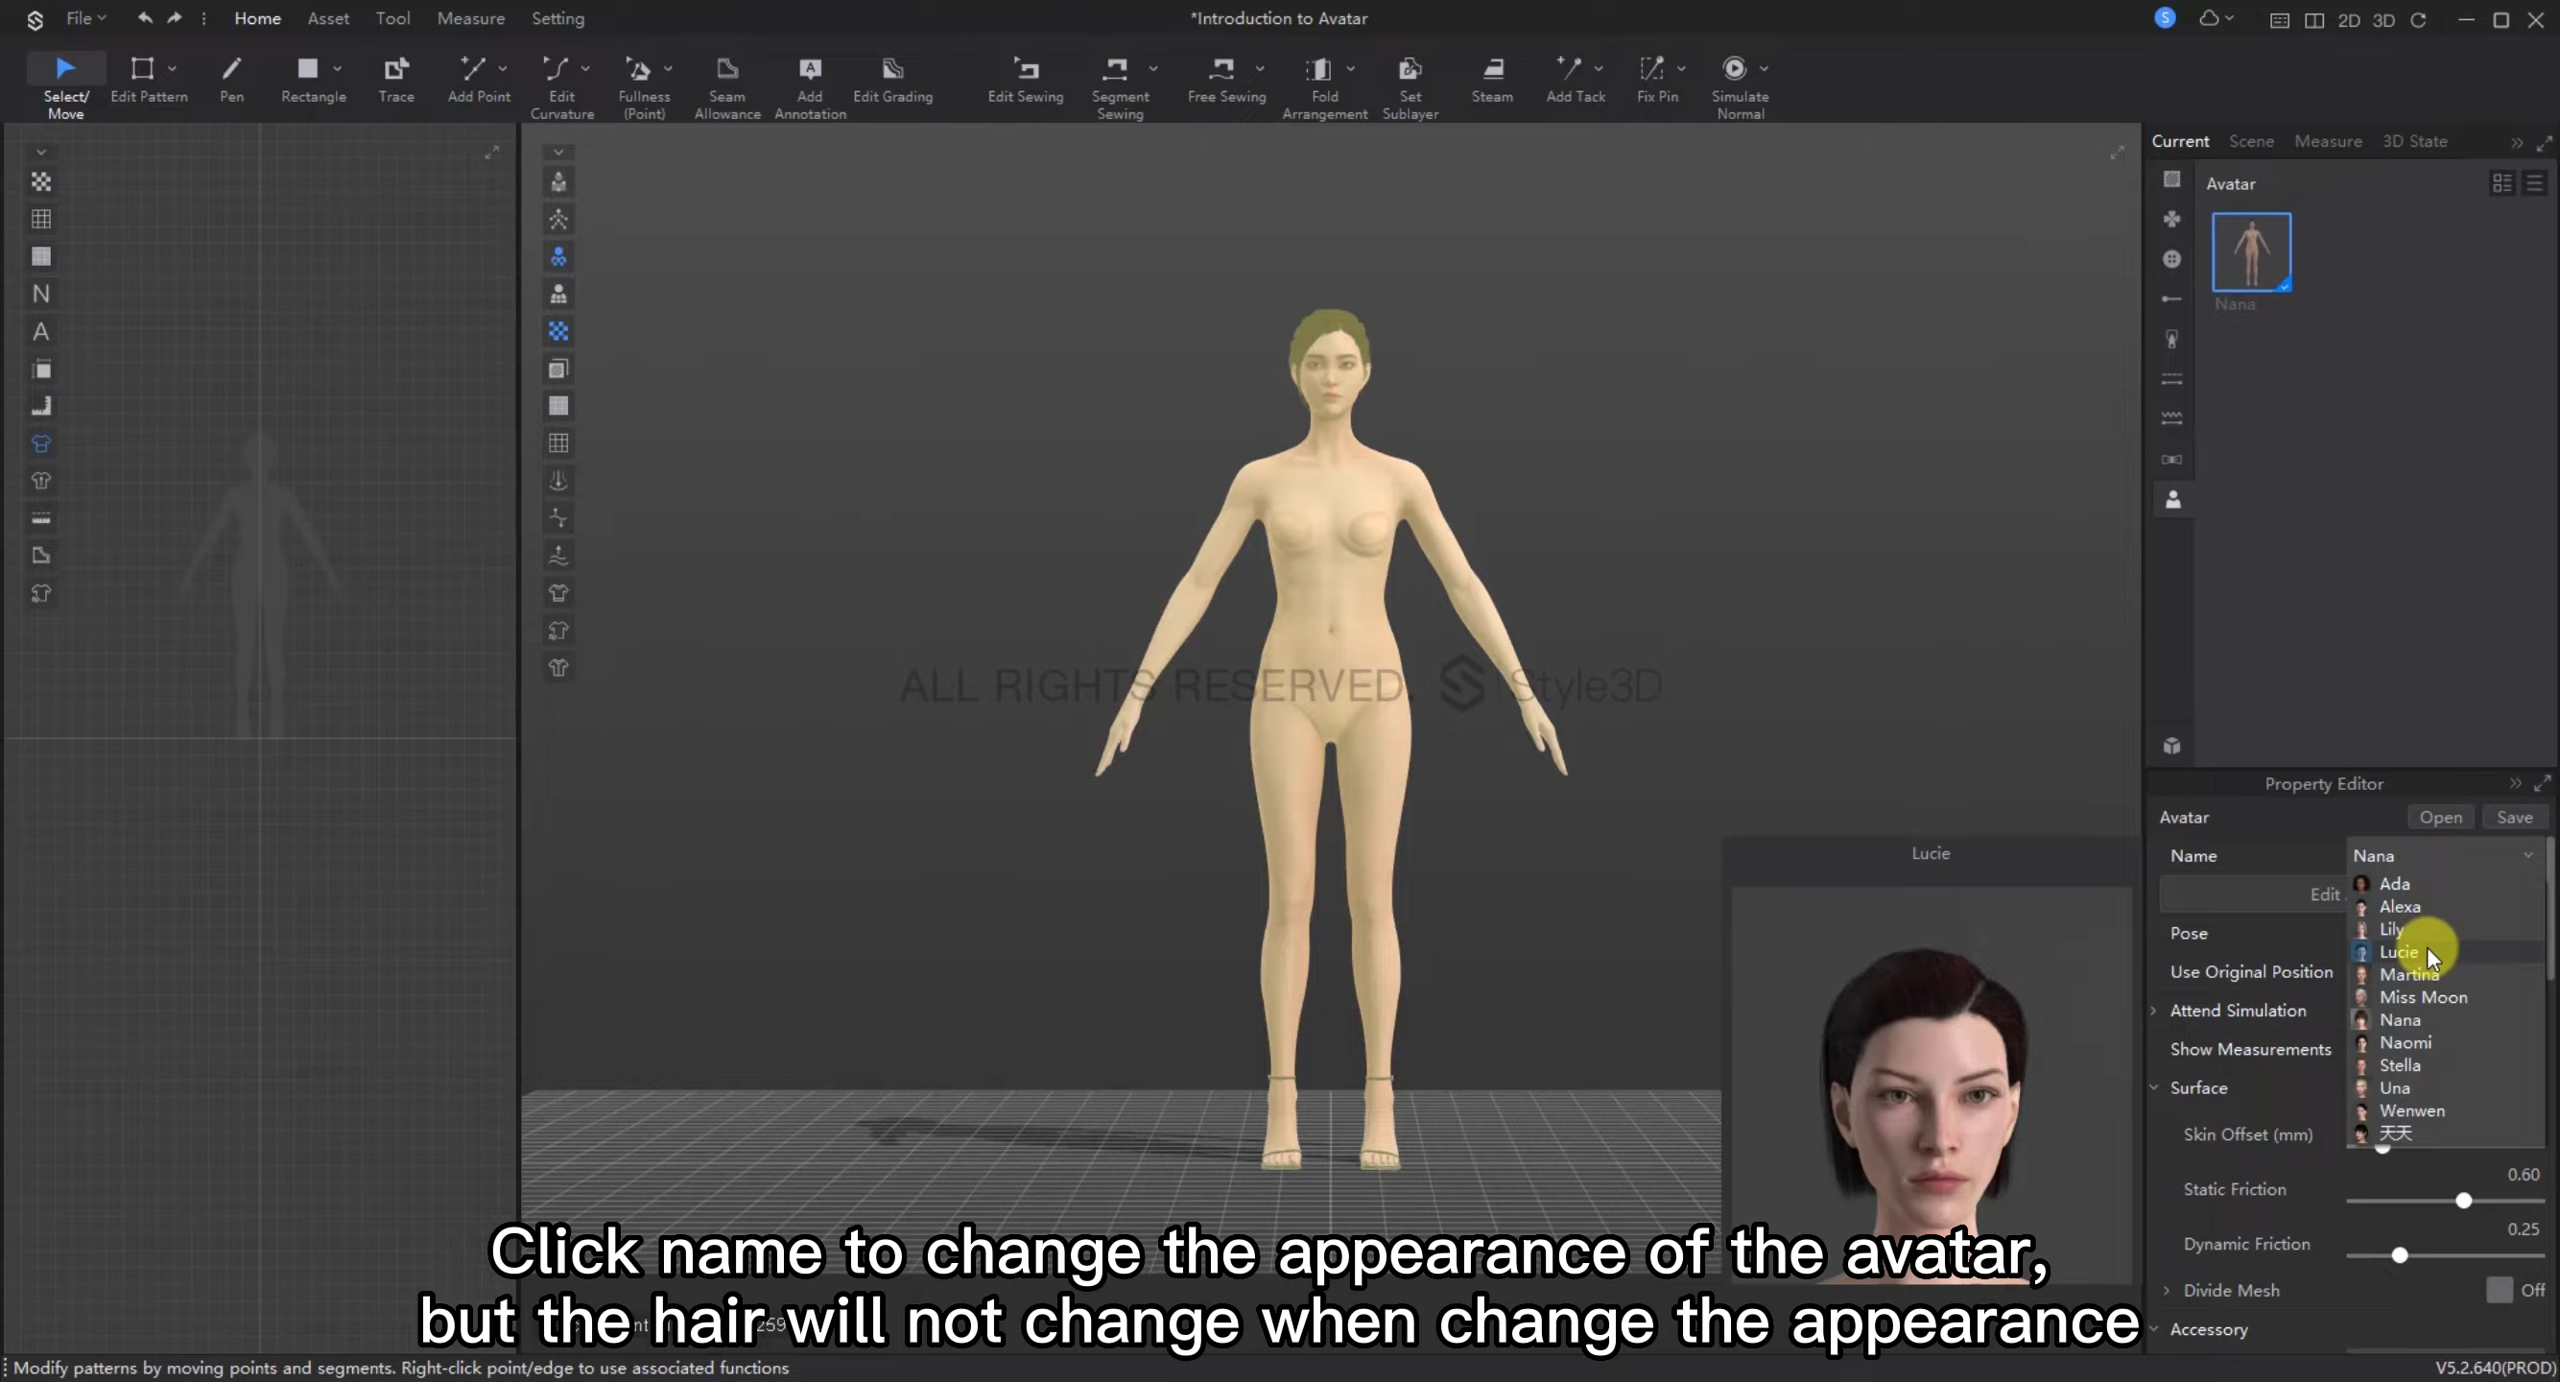 File Home Asset Tool Measure Setting *Introduction to Avatar S 2D 3D
Select/ Move Edit Pattern Pen Rectangle Trace Add Point Edit Curvature Fullness (Point) Seam Allowance Add Annotation Edit Grading Edit Sewing Segment Sewing Free Sewing Fold Arrangement Set Sublayer Steam Add Tack Fix Pin Simulate Normal
Current Scene Measure 3D State
Avatar
Nana
N
A
ALL RIGHTS RESERVED. Style3D
Property Editor
Avatar Open Save
Name Nana
Edit
Ada
Alexa
Lily
Lucie
Martina
Miss Moon
Nana
Naomi
Stella
Una
Wenwen
天天
Pose
Use Original Position
Attend Simulation
Show Measurements
Surface
Skin Offset (mm)
0.60
Static Friction
0.25
Dynamic Friction
Divide Mesh Off
Accessory
Lucie
Click name to change the appearance of the avatar,
but the hair will not change when change the appearance
Modify patterns by moving points and segments. Right-click point/edge to use associated functions
V5.2.640(PROD)